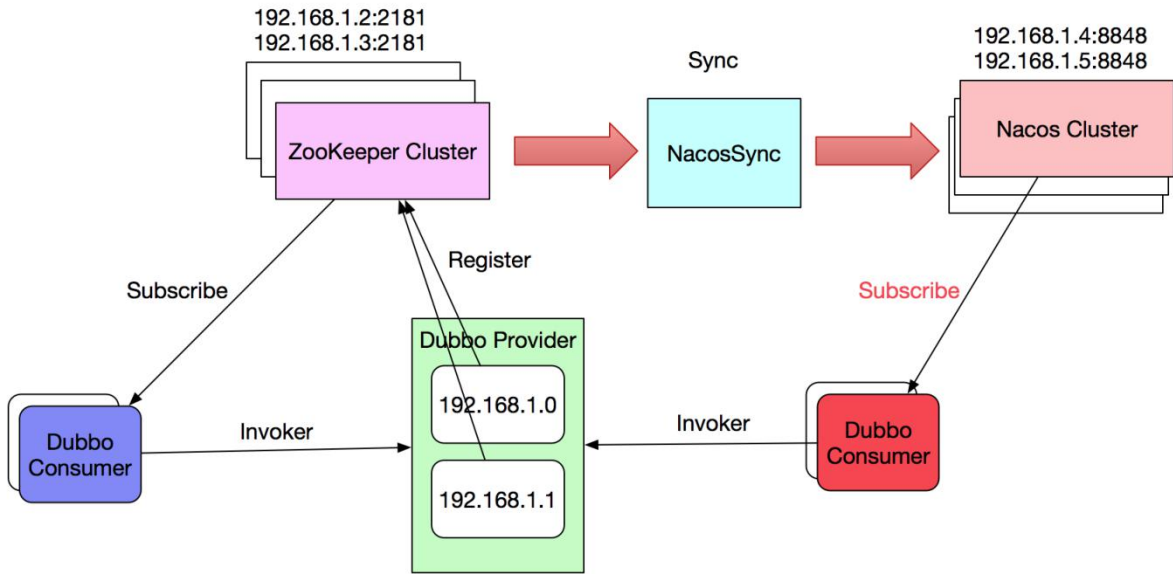 192.168.1.2:2181
192.168.1.3:2181
192.168.1.4:8848
192.168.1.5:8848
Sync
ZooKeeper Cluster
NacosSync
Nacos Cluster
Register
Subscribe
Subscribe
Dubbo Provider
192.168.1.0
Invoker
Invoker
Dubbo
Consumer
Dubbo
Consumer
192.168.1.1